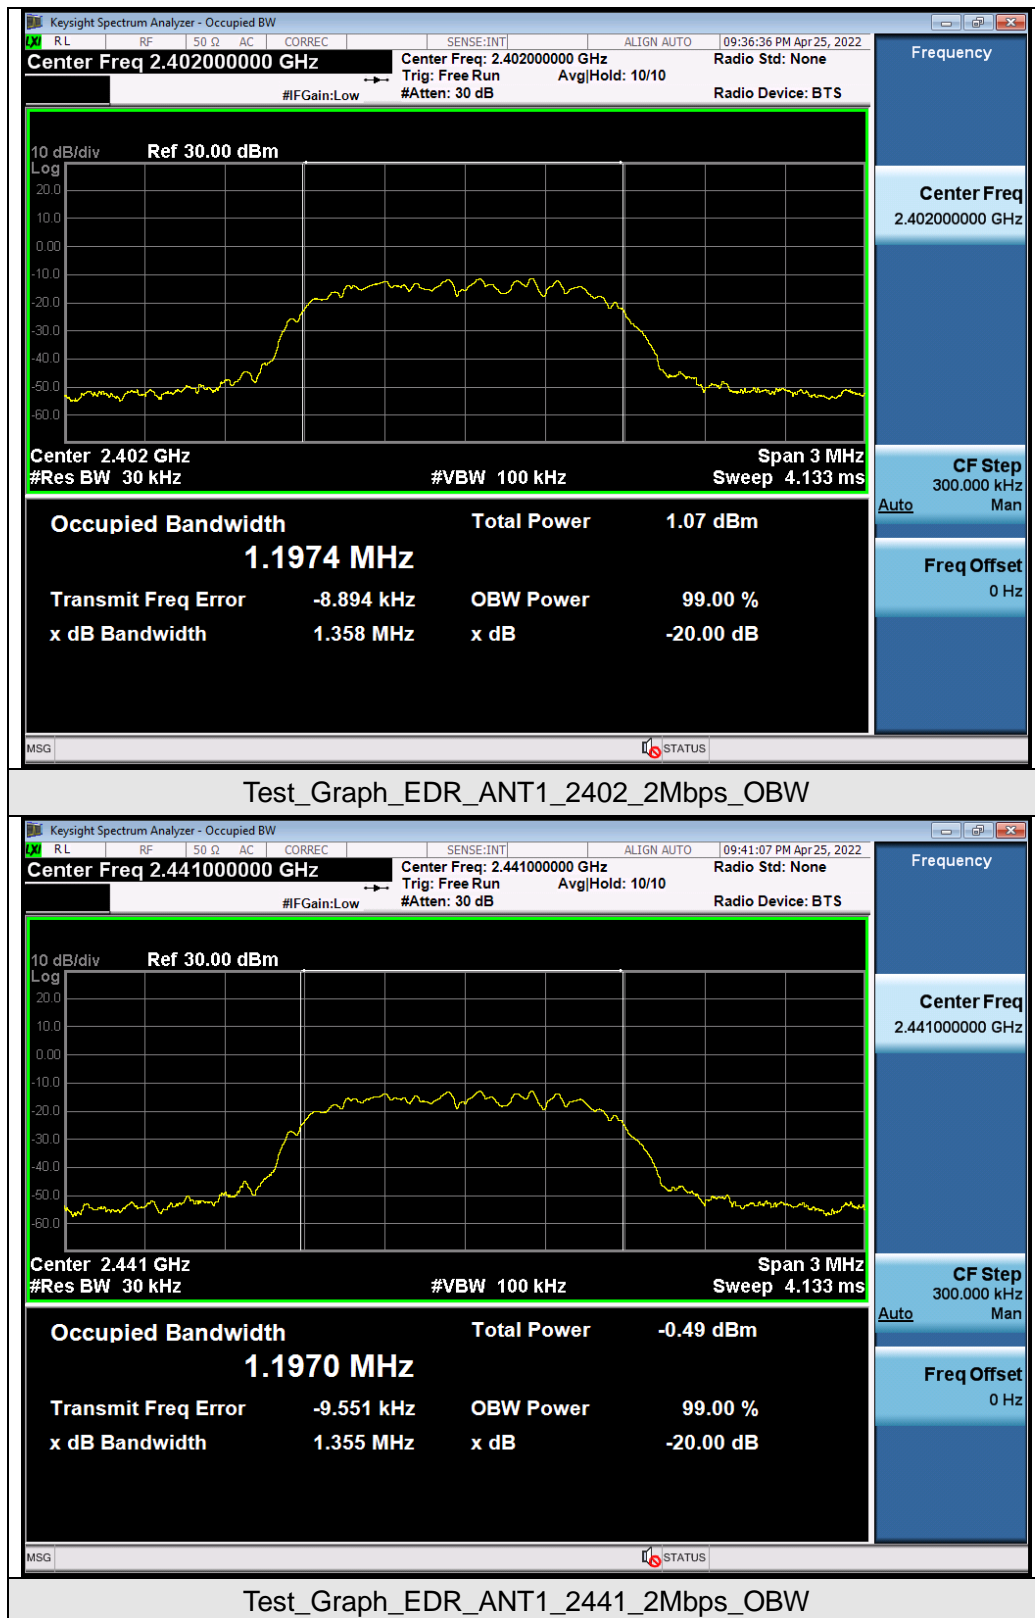 Keysight Spectrum Analyzer - Occupied BW
LXI RL RF 50 Ω AC CORREC SENSE:INT ALIGN AUTO 09:36:36 PM Apr 25, 2022
Center Freq 2.402000000 GHz
Center Freq: 2.402000000 GHz
Radio Std: None
Trig: Free Run Avg|Hold: 10/10
#IFGain:Low
#Atten: 30 dB
Radio Device: BTS
Frequency
10 dB/div Ref 30.00 dBm
Log
20.0
10.0
0.00
-10.0
-20.0
-30.0
-40.0
-50.0
-60.0
Center 2.402 GHz Span 3 MHz
#Res BW 30 kHz #VBW 100 kHz Sweep 4.133 ms
Center Freq
2.402000000 GHz
CF Step
300.000 kHz
Auto Man
Freq Offset
0 Hz
Occupied Bandwidth Total Power 1.07 dBm
1.1974 MHz
Transmit Freq Error -8.894 kHz OBW Power 99.00 %
x dB Bandwidth 1.358 MHz x dB -20.00 dB
MSG STATUS
Test_Graph_EDR_ANT1_2402_2Mbps_OBW
Keysight Spectrum Analyzer - Occupied BW
LXI RL RF 50 Ω AC CORREC SENSE:INT ALIGN AUTO 09:41:07 PM Apr 25, 2022
Center Freq 2.441000000 GHz
Center Freq: 2.441000000 GHz
Radio Std: None
Trig: Free Run Avg|Hold: 10/10
#IFGain:Low
#Atten: 30 dB
Radio Device: BTS
Frequency
10 dB/div Ref 30.00 dBm
Log
20.0
10.0
0.00
-10.0
-20.0
-30.0
-40.0
-50.0
-60.0
Center 2.441 GHz Span 3 MHz
#Res BW 30 kHz #VBW 100 kHz Sweep 4.133 ms
Center Freq
2.441000000 GHz
CF Step
300.000 kHz
Auto Man
Freq Offset
0 Hz
Occupied Bandwidth Total Power -0.49 dBm
1.1970 MHz
Transmit Freq Error -9.551 kHz OBW Power 99.00 %
x dB Bandwidth 1.355 MHz x dB -20.00 dB
MSG STATUS
Test_Graph_EDR_ANT1_2441_2Mbps_OBW